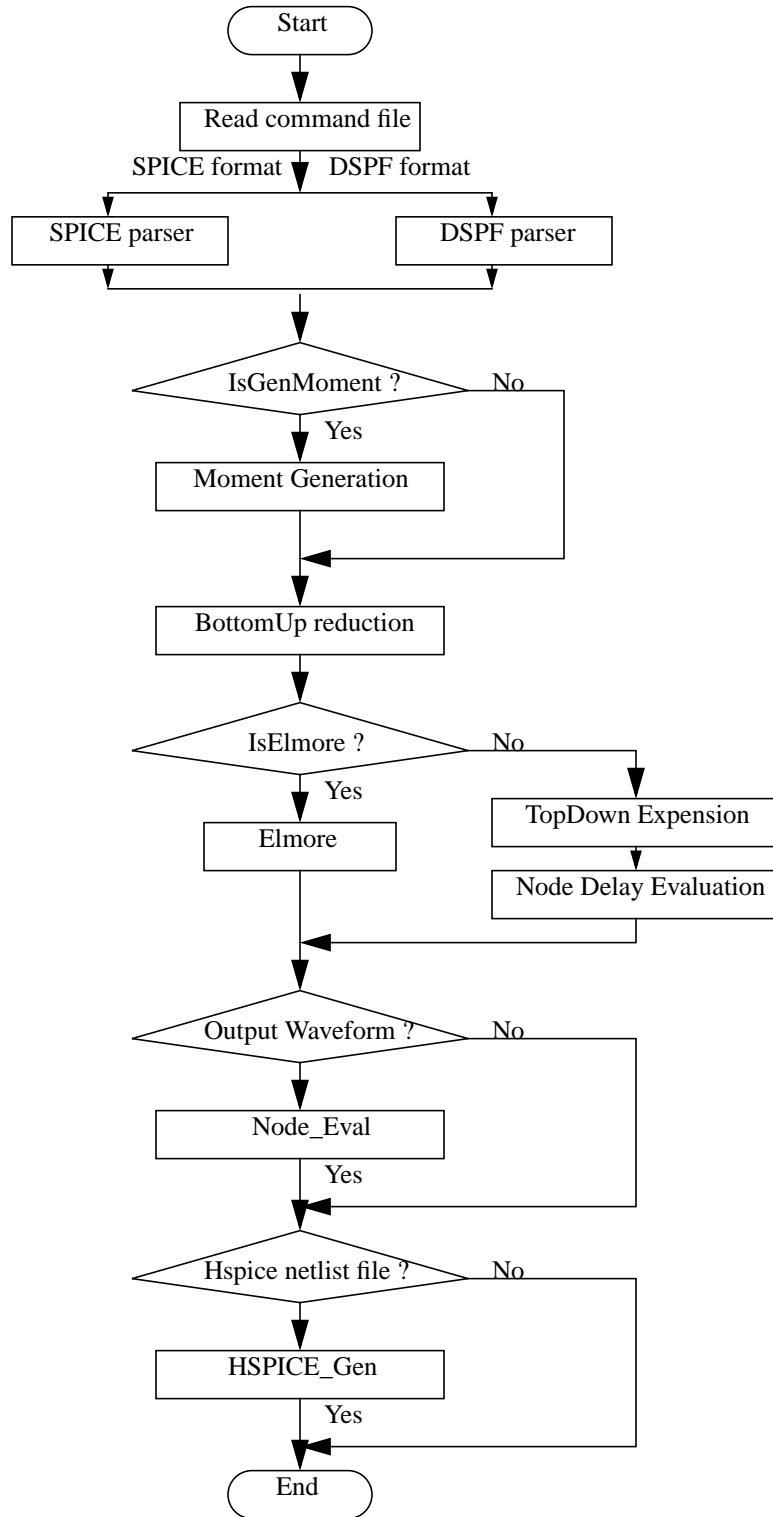 Start
Read command file
SPICE format
DSPF format
SPICE parser
DSPF parser
IsGenMoment ?
No
Yes
Moment Generation
BottomUp reduction
IsElmore ?
No
Yes
TopDown Expension
Elmore
Node Delay Evaluation
Output Waveform ?
No
Node_Eval
Yes
Hspice netlist file ?
No
HSPICE_Gen
Yes
End